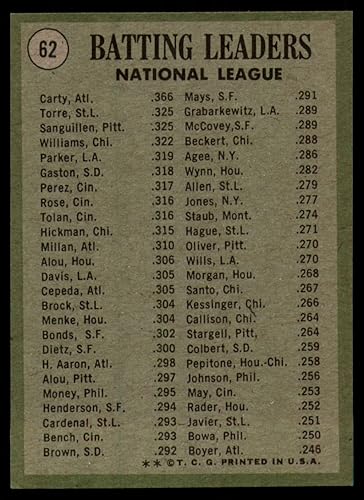 62
BATTING LEADERS
NATIONAL LEAGUE
Carty, Atl. .366 Mays, S.F. .291
Torre, St.L. .325 Grabarkewitz, L.A. .289
Sanguillen, Pitt. .325 McCovey,S.F. .289
Williams, Chi. .322 Beckert, Chi. .288
Parker, L.A. .319 Agee, N.Y. .286
Gaston, S.D. .318 Wynn, Hou. .282
Perez, Cin. .317 Allen, St.L. .279
Rose, Cin. .316 Jones, N.Y. .277
Tolan, Cin. .316 Staub, Mont. .274
Hickman, Chi. .315 Hague, St.L. .271
Millan, Atl. .310 Oliver, Pitt. .270
Alou, Hou. .306 Wills, L.A. .270
Davis, L.A. .305 Morgan, Hou. .268
Cepeda, Atl. .305 Santo, Chi. .267
Brock, St.L. .304 Kessinger, Chi. .266
Menke, Hou. .304 Callison, Chi. .264
Bonds, S.F. .302 Stargell, Pitt, .264
Dietz, S.F. .300 Colbert, S.D. .259
H. Aaron, Atl. .298 Pepitone, Hou.-Chi. .258
Alou, Pitt. .297 Johnson, Phil. .256
Money, Phil. .295 May, Cin. .253
Henderson, S.F. .294 Rader, Hou. .252
Cardenal, St.L. .293 Javier, St.L. .251
Bench, Cin. .293 Bowa, Phil. .250
Brown, S.D. .292 Boyer, Atl. .246
** © T. C. G. PRINTED IN U.S.A.